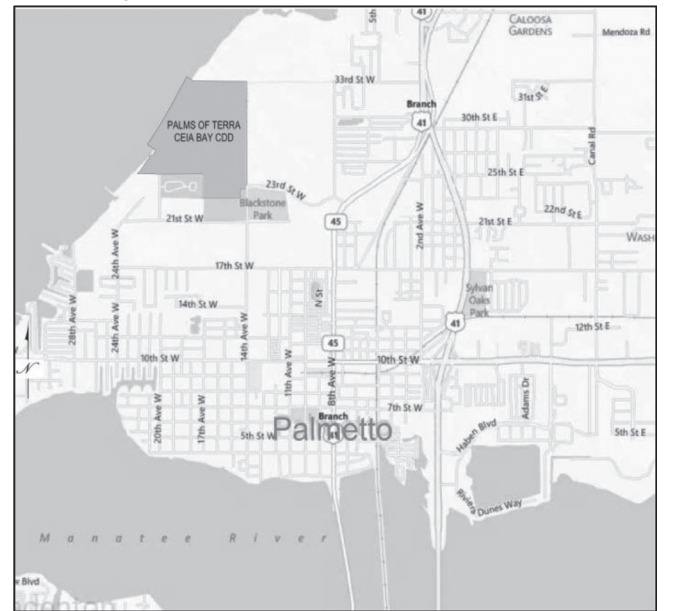 41
5th
CALOOSA
GARDENS
Mendoza Rd
33rd St W
31st St E
Branch
41
30th St E
PALMS OF TERRA
CEIA BAY CDD
Canal Rd
25th St E
23rd St W
Blackstone
Park
22nd St E
21st St W
45
2nd Ave W
21st St E
WASH
24th Ave W
17th St W
Sylvan
Oaks
Park
N St
14th St W
28th Ave W
24th Ave W
14th Ave W
41
12th St E
45
N
10th St W
11th Ave W
8th Ave W
10th St W
Adams Dr
20th Ave W
17th Ave W
7th St W
Branch
41
Palmetto
5th St W
Haben Blvd
5th St E
Riviera
Dunes Way
Manatee River
w Blvd